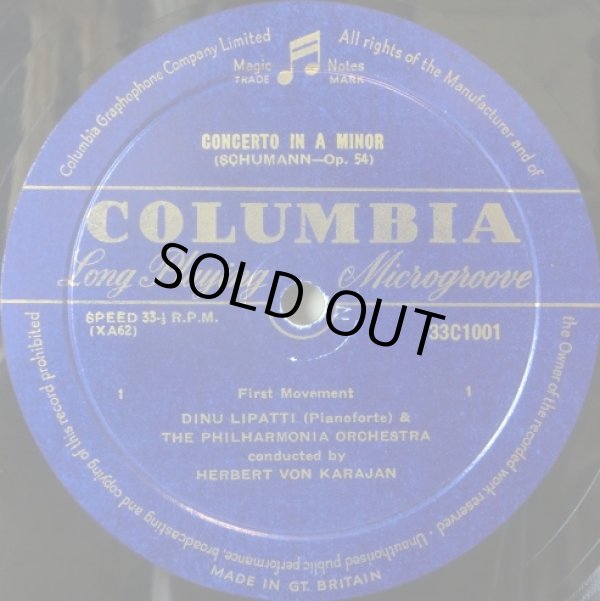 Columbia Graphophone Company Limited
All rights of the Manufacturer and of
the Owner of the recorded work reserved · Unauthorised public performance, broadcasting and copying of this record prohibited
Magic Notes
TRADE MARK
CONCERTO IN A MINOR
(SCHUMANN—Op. 54)
COLUMBIA
Long Playing Microgroove
SOLD OUT
SPEED 33-⅓ R.P.M.
(XA62)
33C1001
1 First Movement 1
DINU LIPATTI (Pianoforte) &
THE PHILHARMONIA ORCHESTRA
conducted by
HERBERT VON KARAJAN
MADE IN GT. BRITAIN